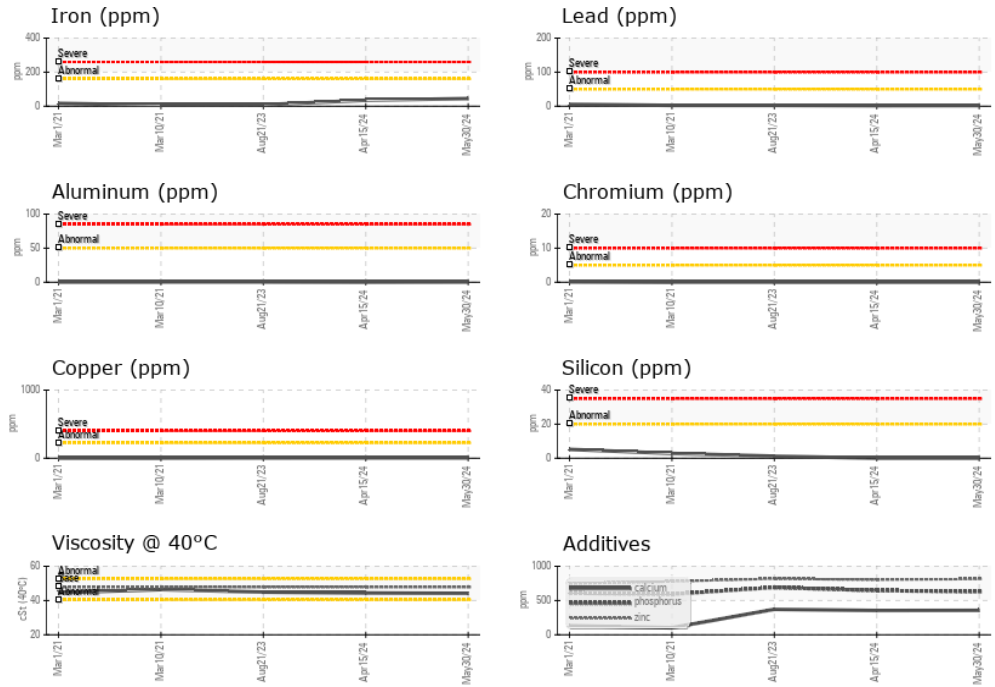 Iron (ppm)
400
200
0
ppm
Severe
Abnormal
Mar1/21
Mar10/21
Aug21/23
Apr15/24
May30/24
Lead (ppm)
200
100
0
ppm
Severe
Abnormal
Mar1/21
Mar10/21
Aug21/23
Apr15/24
May30/24
Aluminum (ppm)
100
50
0
ppm
Severe
Abnormal
Mar1/21
Mar10/21
Aug21/23
Apr15/24
May30/24
Chromium (ppm)
20
10
0
ppm
Severe
Abnormal
Mar1/21
Mar10/21
Aug21/23
Apr15/24
May30/24
Copper (ppm)
1000
0
ppm
Severe
Abnormal
Mar1/21
Mar10/21
Aug21/23
Apr15/24
May30/24
Silicon (ppm)
40
20
0
ppm
Severe
Abnormal
Mar1/21
Mar10/21
Aug21/23
Apr15/24
May30/24
Viscosity @ 40°C
60
40
20
cSt (40°C)
Abnormal
Base
Abnormal
Mar1/21
Mar10/21
Aug21/23
Apr15/24
May30/24
Additives
1000
500
0
ppm
calcium
phosphorus
zinc
Mar1/21
Mar10/21
Aug21/23
Apr15/24
May30/24